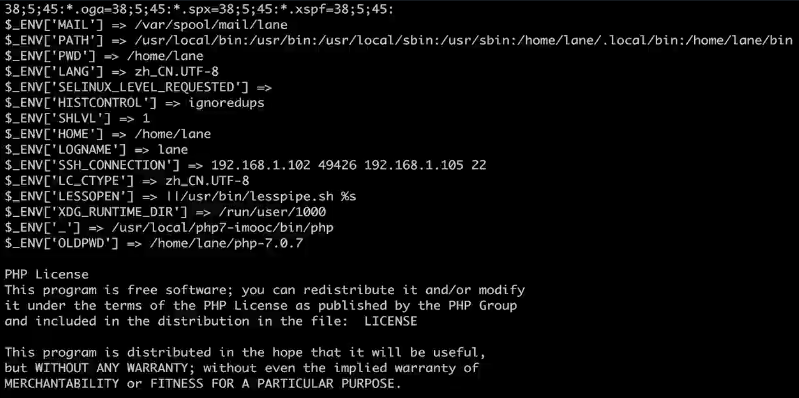 38;5;45:*.oga=38;5;45:*.spx=38;5;45:*.xspf=38;5;45:
$_ENV['MAIL'] => /var/spool/mail/lane
$_ENV['PATH'] => /usr/local/bin:/usr/bin:/usr/local/sbin:/usr/sbin:/home/lane/.local/bin:/home/lane/bin
$_ENV['PWD'] => /home/lane
$_ENV['LANG'] => zh_CN.UTF-8
$_ENV['SELINUX_LEVEL_REQUESTED'] =>
$_ENV['HISTCONTROL'] => ignoredups
$_ENV['SHLVL'] => 1
$_ENV['HOME'] => /home/lane
$_ENV['LOGNAME'] => lane
$_ENV['SSH_CONNECTION'] => 192.168.1.102 49426 192.168.1.105 22
$_ENV['LC_CTYPE'] => zh_CN.UTF-8
$_ENV['LESSOPEN'] => ||/usr/bin/lesspipe.sh %s
$_ENV['XDG_RUNTIME_DIR'] => /run/user/1000
$_ENV['_'] => /usr/local/php7-imooc/bin/php
$_ENV['OLDPWD'] => /home/lane/php-7.0.7
PHP License
This program is free software; you can redistribute it and/or modify
it under the terms of the PHP License as published by the PHP Group
and included in the distribution in the file:  LICENSE
This program is distributed in the hope that it will be useful,
but WITHOUT ANY WARRANTY; without even the implied warranty of
MERCHANTABILITY or FITNESS FOR A PARTICULAR PURPOSE.